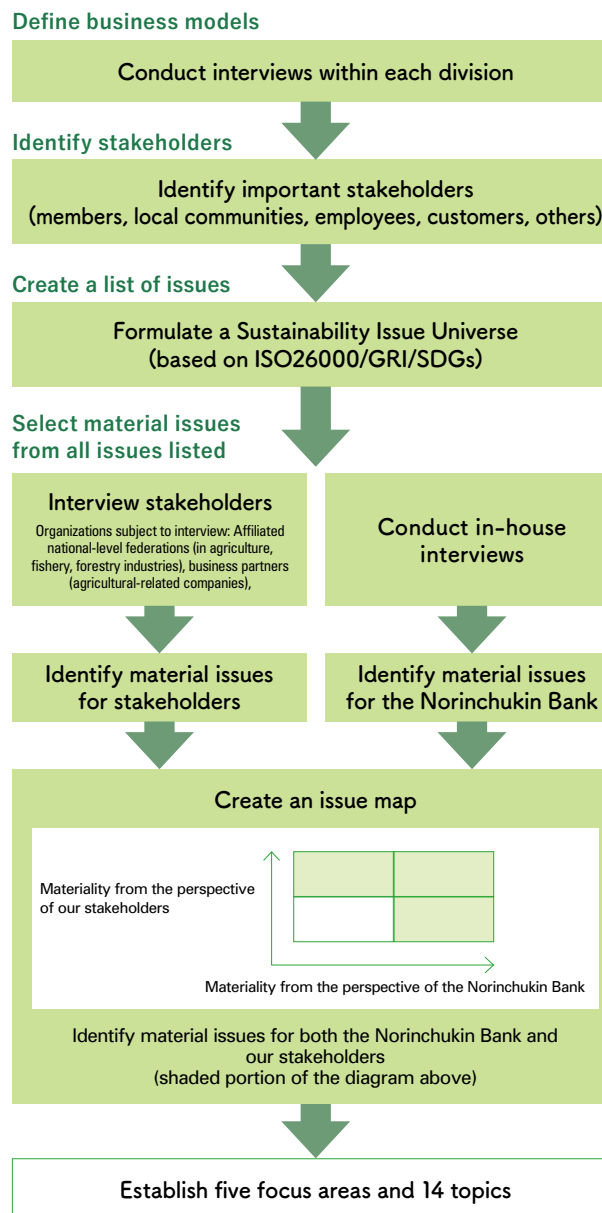 Define business models
Conduct interviews within each division
Identify stakeholders
Identify important stakeholders
(members, local communities, employees, customers, others)
Create a list of issues
Formulate a Sustainability Issue Universe
(based on ISO26000/GRI/SDGs)
Select material issues
from all issues listed
Interview stakeholders
Organizations subject to interview: Affiliated
national-level federations (in agriculture,
fishery, forestry industries), business partners
(agricultural-related companies),
Conduct in-house
interviews
Identify material issues
for stakeholders
Identify material issues
for the Norinchukin Bank
Create an issue map
Materiality from the perspective
of our stakeholders
Materiality from the perspective of the Norinchukin Bank
Identify material issues for both the Norinchukin Bank and
our stakeholders
(shaded portion of the diagram above)
Establish five focus areas and 14 topics